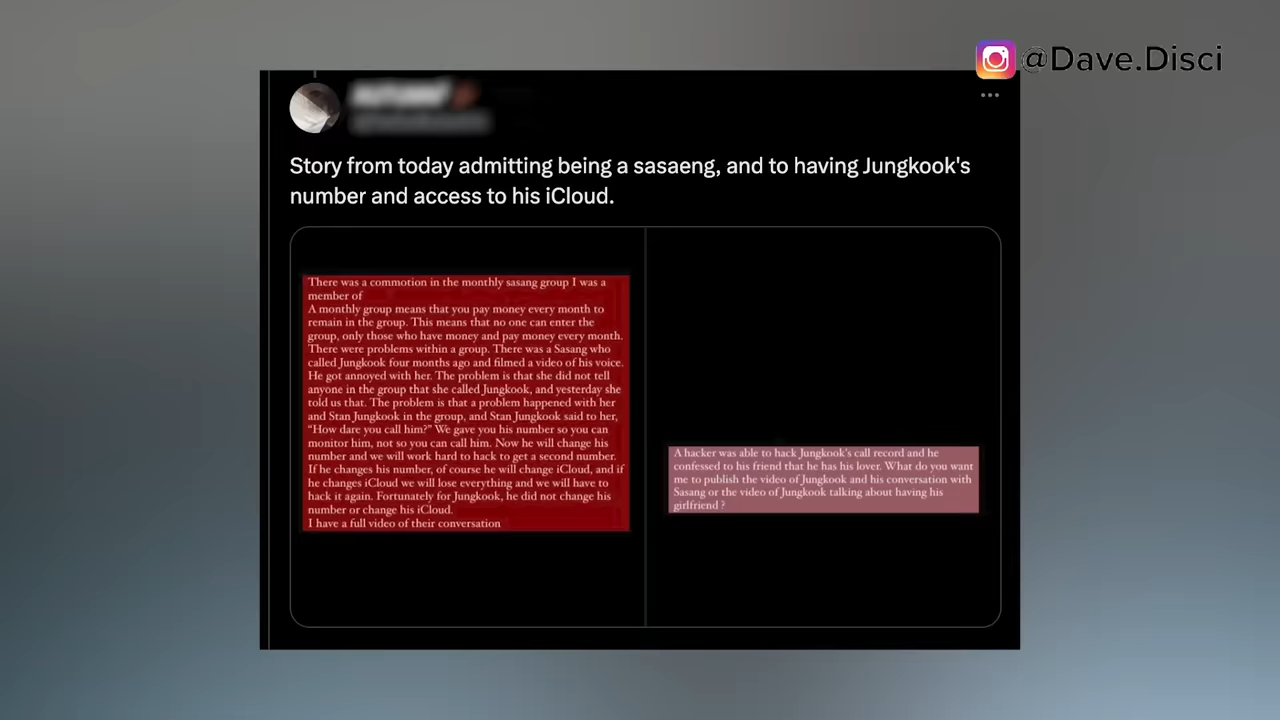 @Dave.Disci
Story from today admitting being a sasaeng, and to having Jungkook's
number and access to his iCloud.
There was a commotion in the monthly sasang group I was a
member of
A monthly group means that you pay money every month to
remain in the group. This means that no one can enter the
group, only those who have money and pay money every month.
There were problems within a group. There was a Sasang who
called Jungkook four months ago and filmed a video of his voice.
He got annoyed with her. The problem is that she did not tell
anyone in the group that she called Jungkook, and yesterday she
told us that. The problem is that a problem happened with her
and Stan Jungkook in the group, and Stan Jungkook said to her,
“How dare you call him?” We gave you his number so you can
monitor him, not so you can call him. Now he will change his
number and we will work hard to hack to get a second number.
If he changes his number, of course he will change iCloud, and if
he changes iCloud we will lose everything and we will have to
hack it again. Fortunately for Jungkook, he did not change his
number or change his iCloud.
I have a full video of their conversation
A hacker was able to hack Jungkook's call record and he
confessed to his friend that he has his lover. What do you want
me to publish the video of Jungkook and his conversation with
Sasang or the video of Jungkook talking about having his
girlfriend ?